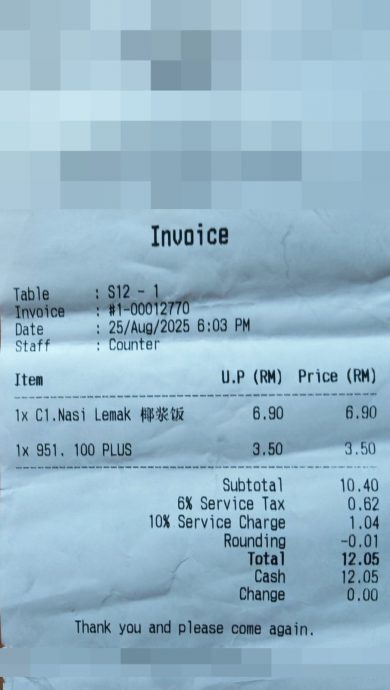 Invoice
Table : S12 - 1
Invoice : #1-00012770
Date : 25/Aug/2025 6:03 PM
Staff : Counter
Item U.P (RM) Price (RM)
1x C1.Nasi Lemak 椰浆饭 6.90 6.90
1x 951. 100 PLUS 3.50 3.50
Subtotal 10.40
6% Service Tax 0.62
10% Service Charge 1.04
Rounding -0.01
Total 12.05
Cash 12.05
Change 0.00
Thank you and please come again.